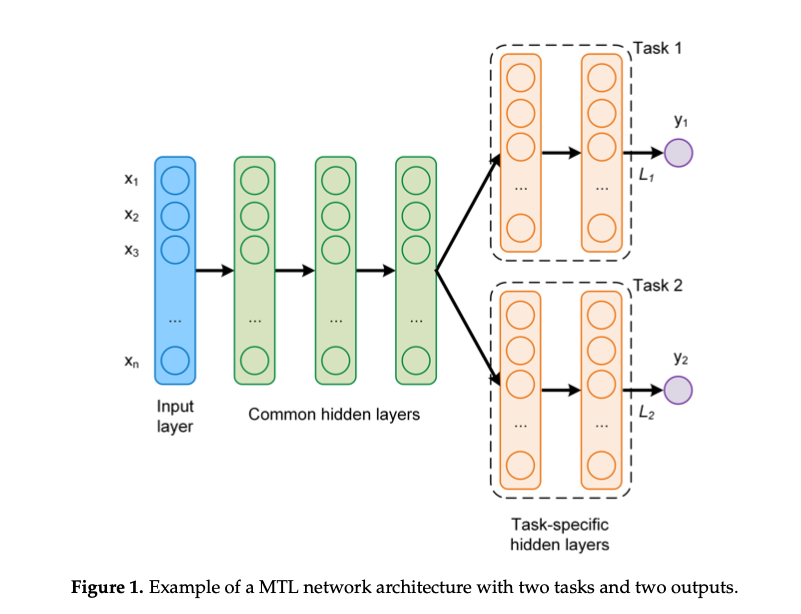 Task 1
y₁
L₁
x₁
x₂
x₃
...
xₙ
...
...
...
...
...
Input
layer
Common hidden layers
Task 2
y₂
L₂
...
...
Task-specific
hidden layers
Figure 1. Example of a MTL network architecture with two tasks and two outputs.